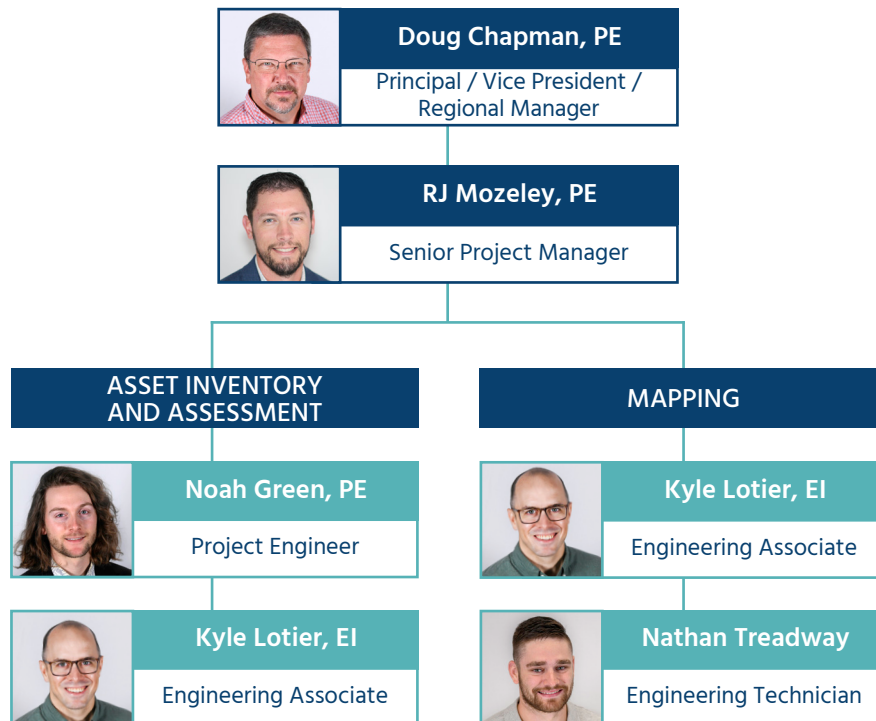 Doug Chapman, PE
Principal / Vice President /
Regional Manager
RJ Mozeley, PE
Senior Project Manager
ASSET INVENTORY
AND ASSESSMENT
Noah Green, PE
Project Engineer
Kyle Lotier, EI
Engineering Associate
MAPPING
Kyle Lotier, EI
Engineering Associate
Nathan Treadway
Engineering Technician